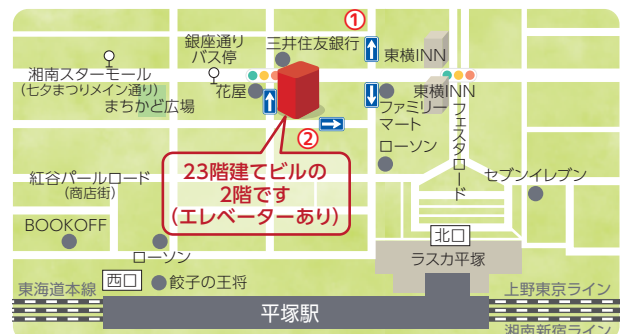 ①
銀座通り
バス停
三井住友銀行
東横INN
湘南スターモール
(七夕まつりメイン通り)
まちかど広場
花屋
東横INN
ファミリー
マート
②
ローソン
フェスタロード
23階建てビルの
2階です
(エレベーターあり)
紅谷パールロード
(商店街)
セブンイレブン
BOOKOFF
ローソン
北口
ラスカ平塚
東海道本線
西口
餃子の王将
上野東京ライン
平塚駅
湘南新宿ライン